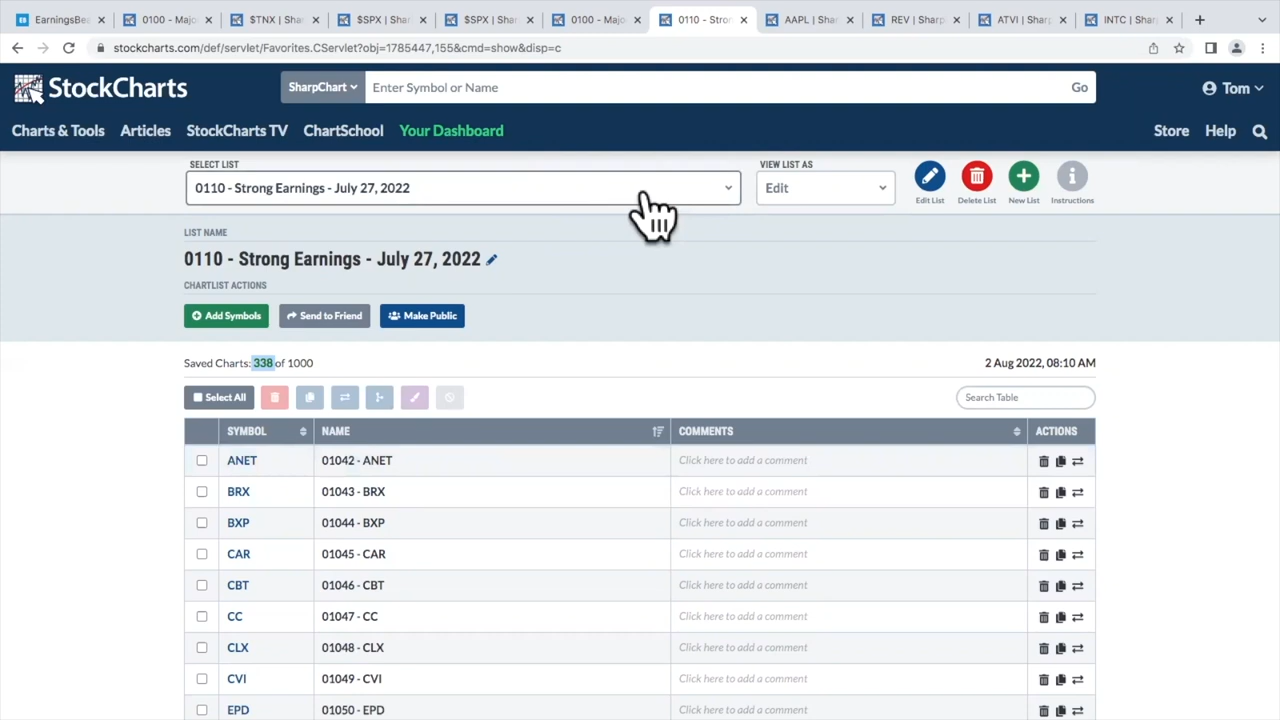 EarningsBea
0100 - Majo
$TNX | Shar
$SPX | Shar
$SPX | Shar
0100 - Majo
0110 - Stron
AAPL | Shar
REV | Sharp
ATVI | Sharp
INTC | Sharp
stockcharts.com/def/servlet/Favorites.CServlet?obj=1785447,155&cmd=show&disp=c
StockCharts
SharpChart
Enter Symbol or Name
Go
Tom
Charts & Tools
Articles
StockCharts TV
ChartSchool
Your Dashboard
Store
Help
SELECT LIST
0110 - Strong Earnings - July 27, 2022
VIEW LIST AS
Edit
Edit List
Delete List
New List
Instructions
LIST NAME
0110 - Strong Earnings - July 27, 2022
CHARTLIST ACTIONS
Add Symbols
Send to Friend
Make Public
Saved Charts: 338 of 1000
2 Aug 2022, 08:10 AM
Select All
Search Table
SYMBOL NAME COMMENTS ACTIONS
ANET 01042 - ANET Click here to add a comment
BRX 01043 - BRX Click here to add a comment
BXP 01044 - BXP Click here to add a comment
CAR 01045 - CAR Click here to add a comment
CBT 01046 - CBT Click here to add a comment
CC 01047 - CC Click here to add a comment
CLX 01048 - CLX Click here to add a comment
CVI 01049 - CVI Click here to add a comment
EPD 01050 - EPD Click here to add a comment